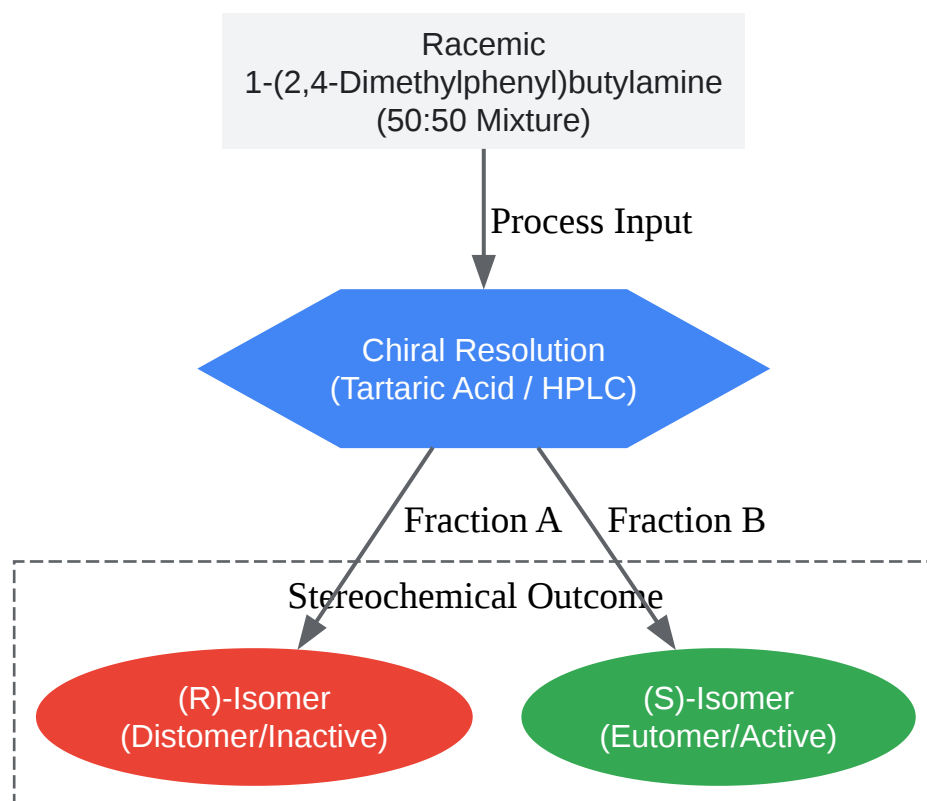 Racemic
1-(2,4-Dimethylphenyl)butylamine
(50:50 Mixture)
Process Input
Chiral Resolution
(Tartaric Acid / HPLC)
Fraction A
Fraction B
Stereochemical Outcome
(R)-Isomer
(Distomer/Inactive)
(S)-Isomer
(Eutomer/Active)